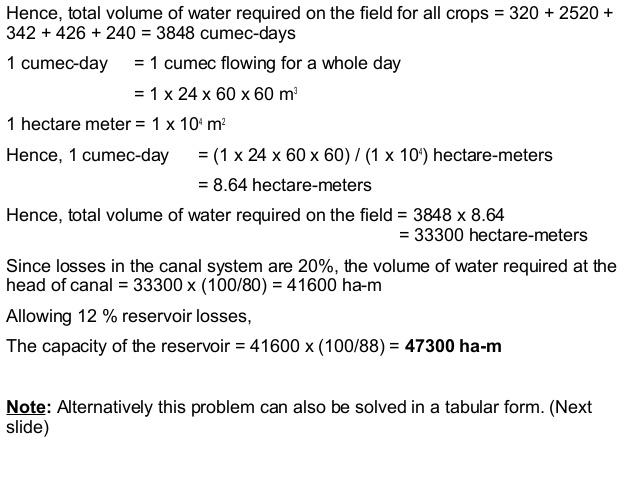 Hence, total volume of water required on the field for all crops = 320 + 2520 +
342 + 426 + 240 = 3848 cumec-days
1 cumec-day = 1 cumec flowing for a whole day
= 1 x 24 x 60 x 60 m³
1 hectare meter = 1 x 10⁴ m²
Hence, 1 cumec-day = (1 x 24 x 60 x 60) / (1 x 10⁴) hectare-meters
= 8.64 hectare-meters
Hence, total volume of water required on the field = 3848 x 8.64
= 33300 hectare-meters
Since losses in the canal system are 20%, the volume of water required at the
head of canal = 33300 x (100/80) = 41600 ha-m
Allowing 12 % reservoir losses,
The capacity of the reservoir = 41600 x (100/88) = 47300 ha-m
Note: Alternatively this problem can also be solved in a tabular form. (Next
slide)